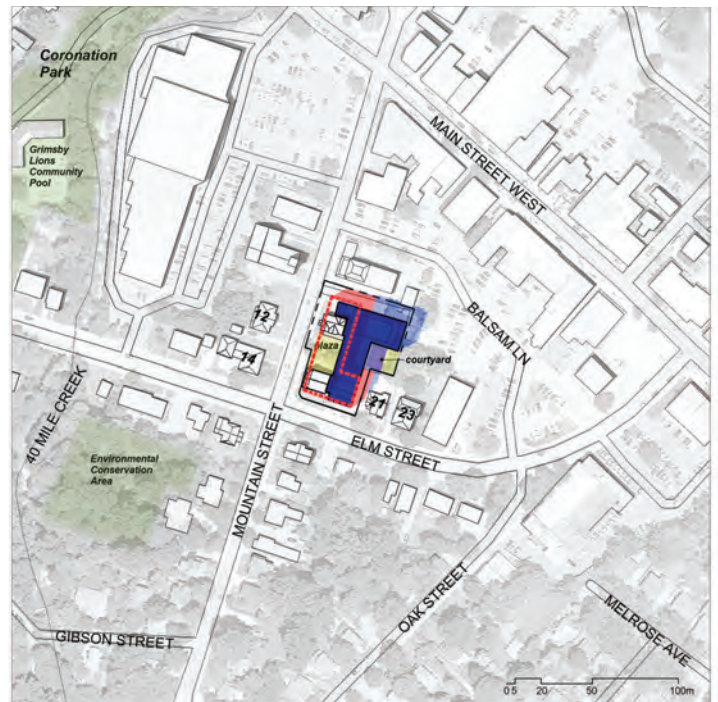 Coronation
Park
Grimsby
Lions
Community
Pool
MAIN STREET WEST
BALSAM LN
12
14
plaza
courtyard
21
23
ELM STREET
40 MILE CREEK
Environmental
Conservation
Area
MOUNTAIN STREET
OAK STREET
GIBSON STREET
MELROSE AVE
0 5 20 50 100m